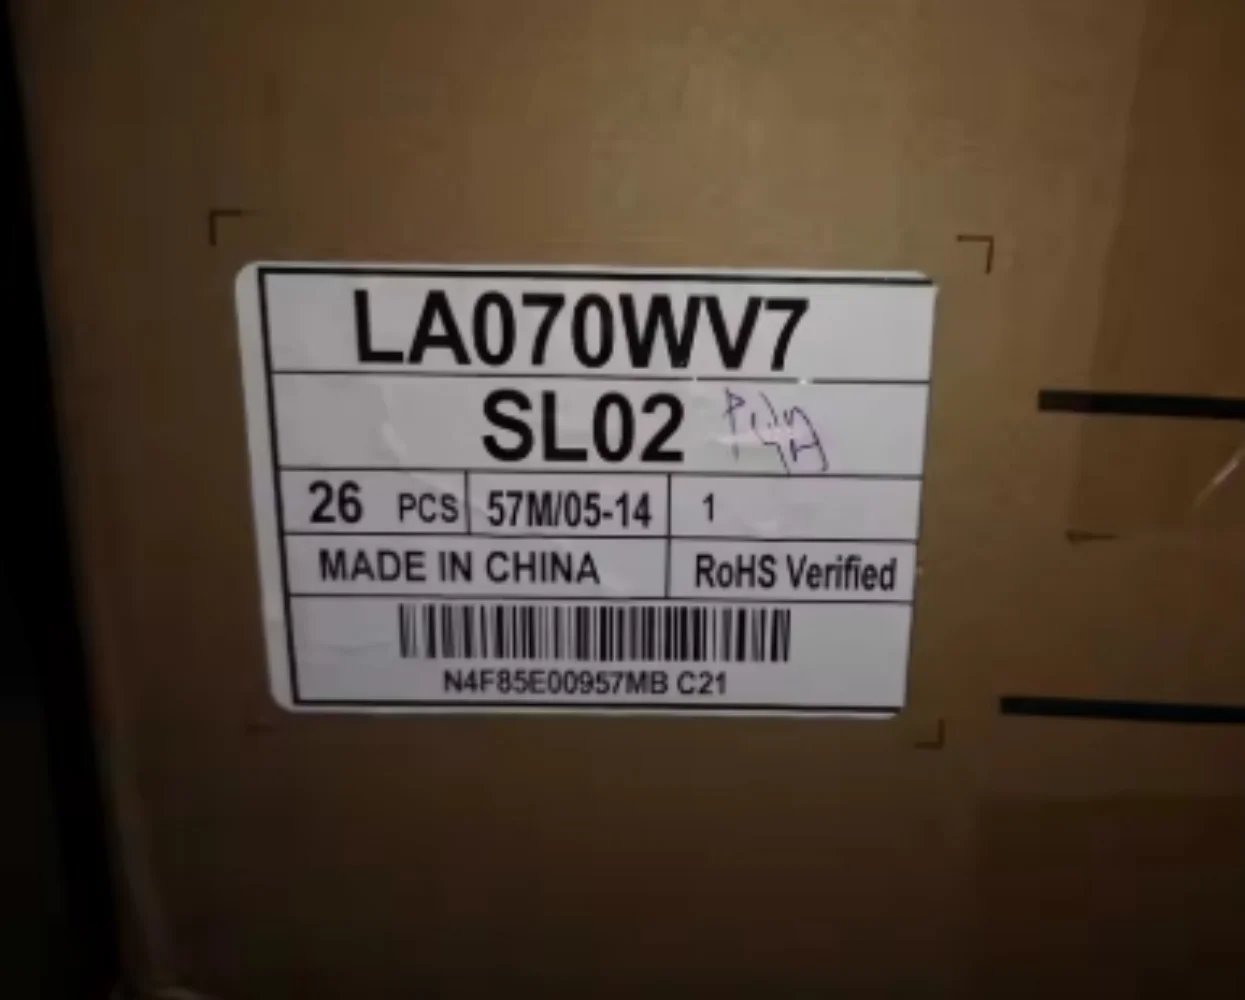 LA070WV7
SL02
26 PCS 57M/05-14 1
MADE IN CHINA RoHS Verified
N4F85E00957MB C21